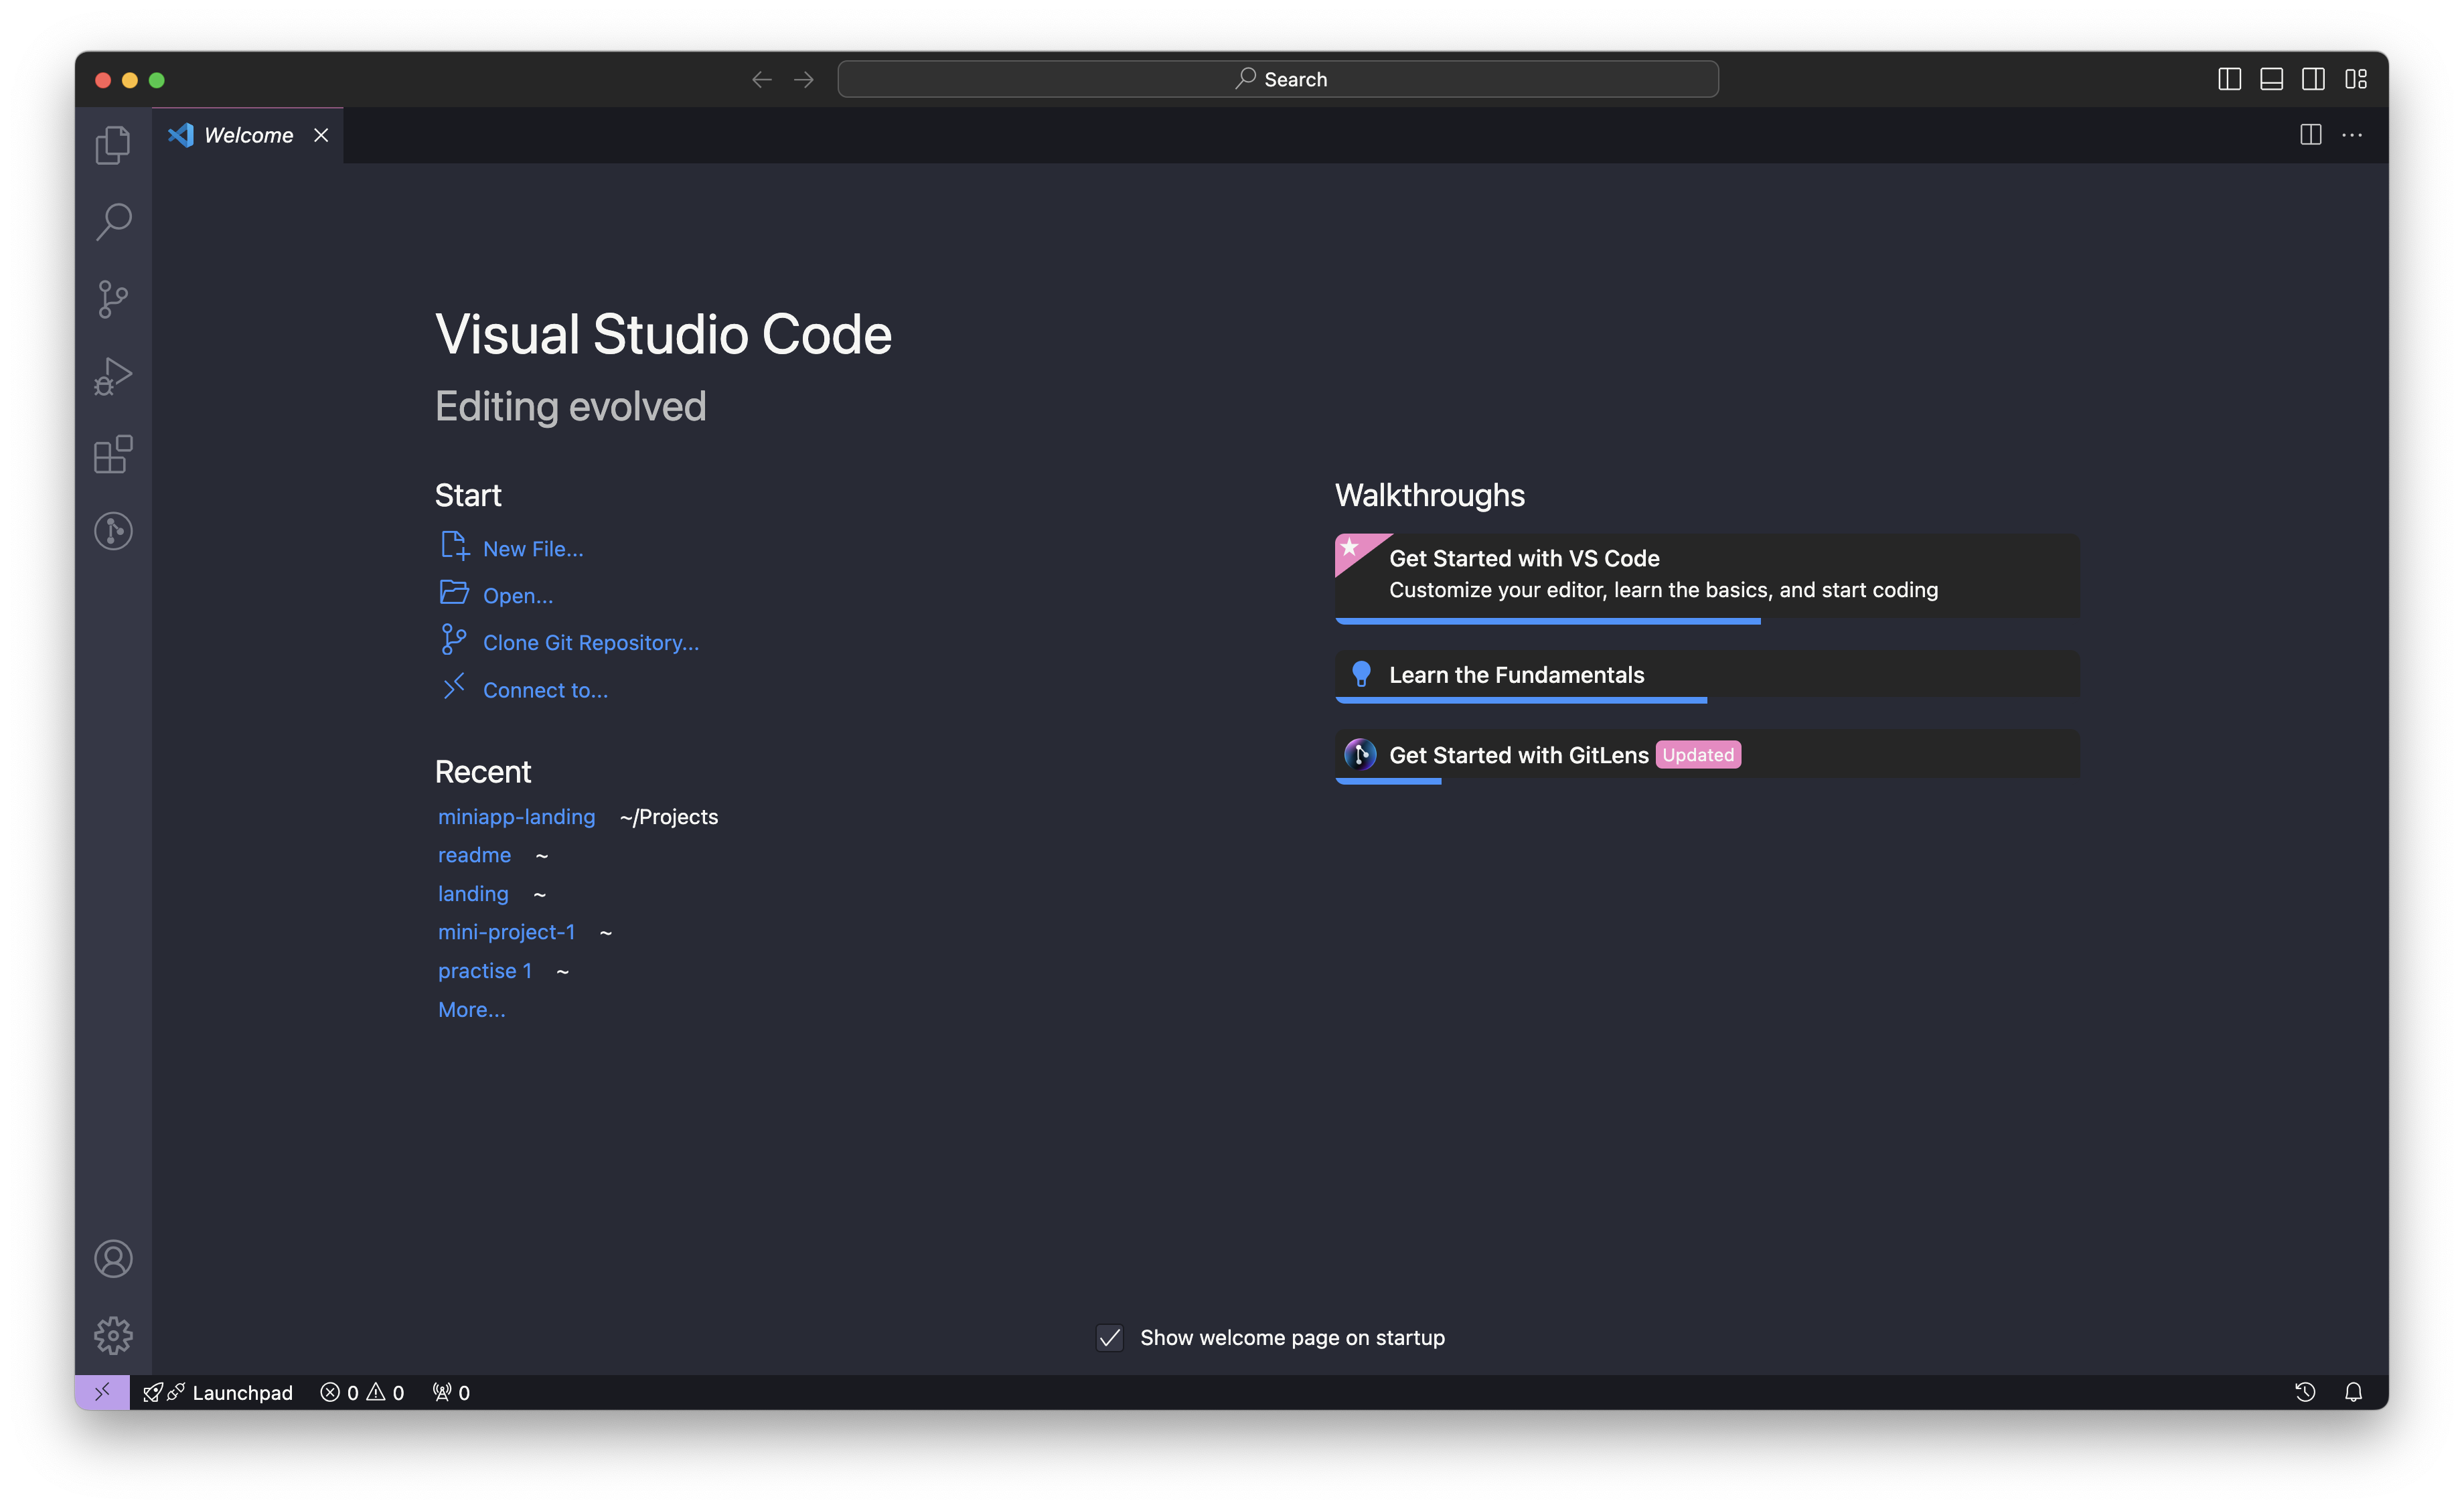 Search
Welcome
Visual Studio Code
Editing evolved
Start
New File...
Open...
Clone Git Repository...
Connect to...
Recent
miniapp-landing ~/Projects
readme ~
landing ~
mini-project-1 ~
practise 1 ~
More...
Walkthroughs
Get Started with VS Code
Customize your editor, learn the basics, and start coding
Learn the Fundamentals
Get Started with GitLens Updated
Show welcome page on startup
Launchpad 0 0 0